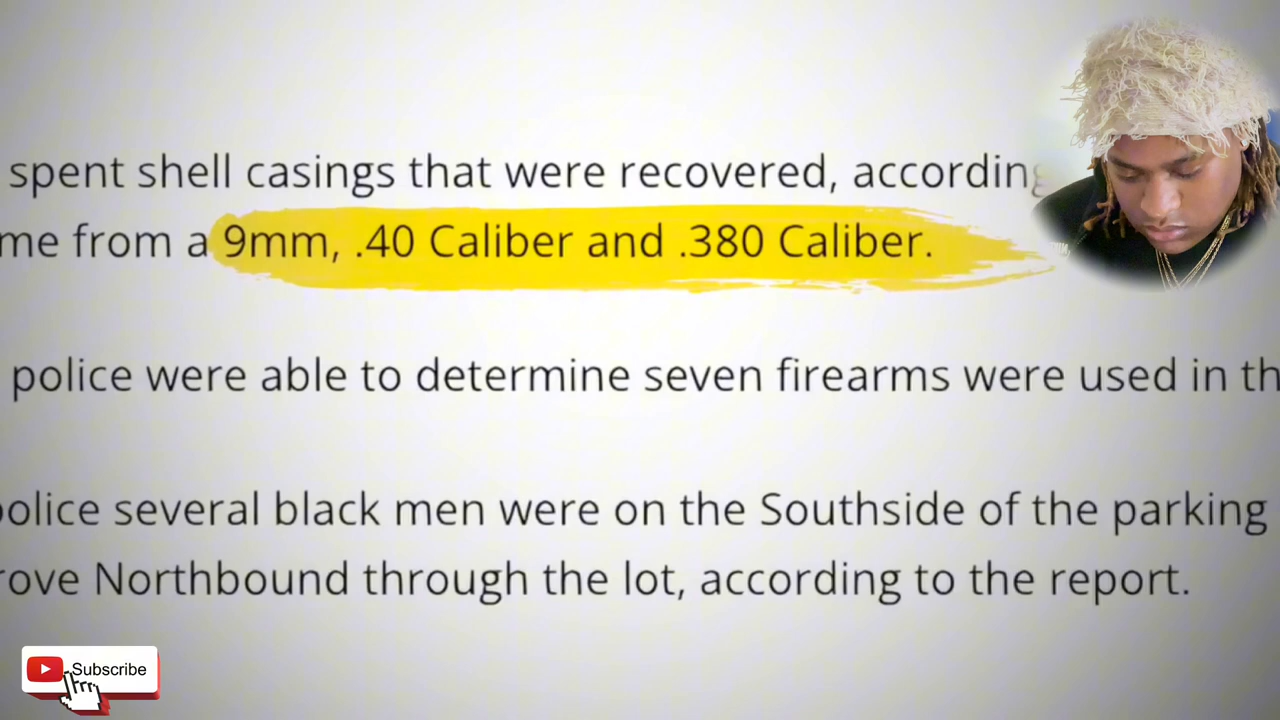 spent shell casings that were recovered, according
me from a 9mm, .40 Caliber and .380 Caliber.
police were able to determine seven firearms were used in th
olice several black men were on the Southside of the parking
rove Northbound through the lot, according to the report.
Subscribe